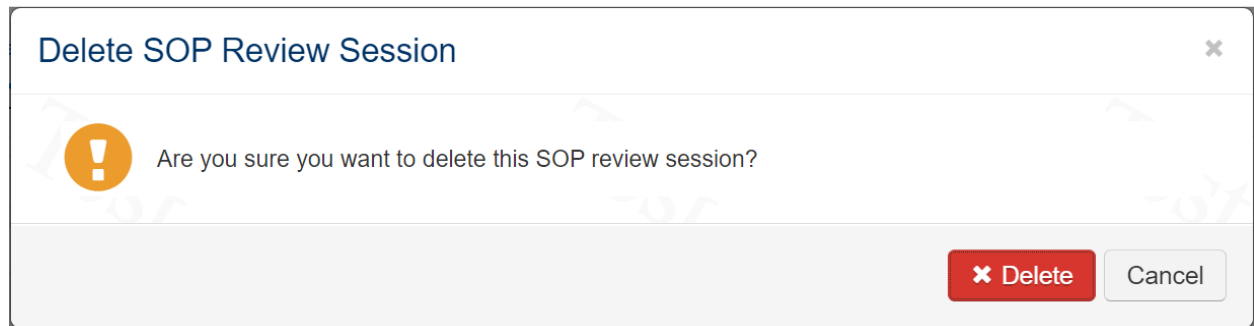 Delete SOP Review Session
Are you sure you want to delete this SOP review session?
Delete
Cancel